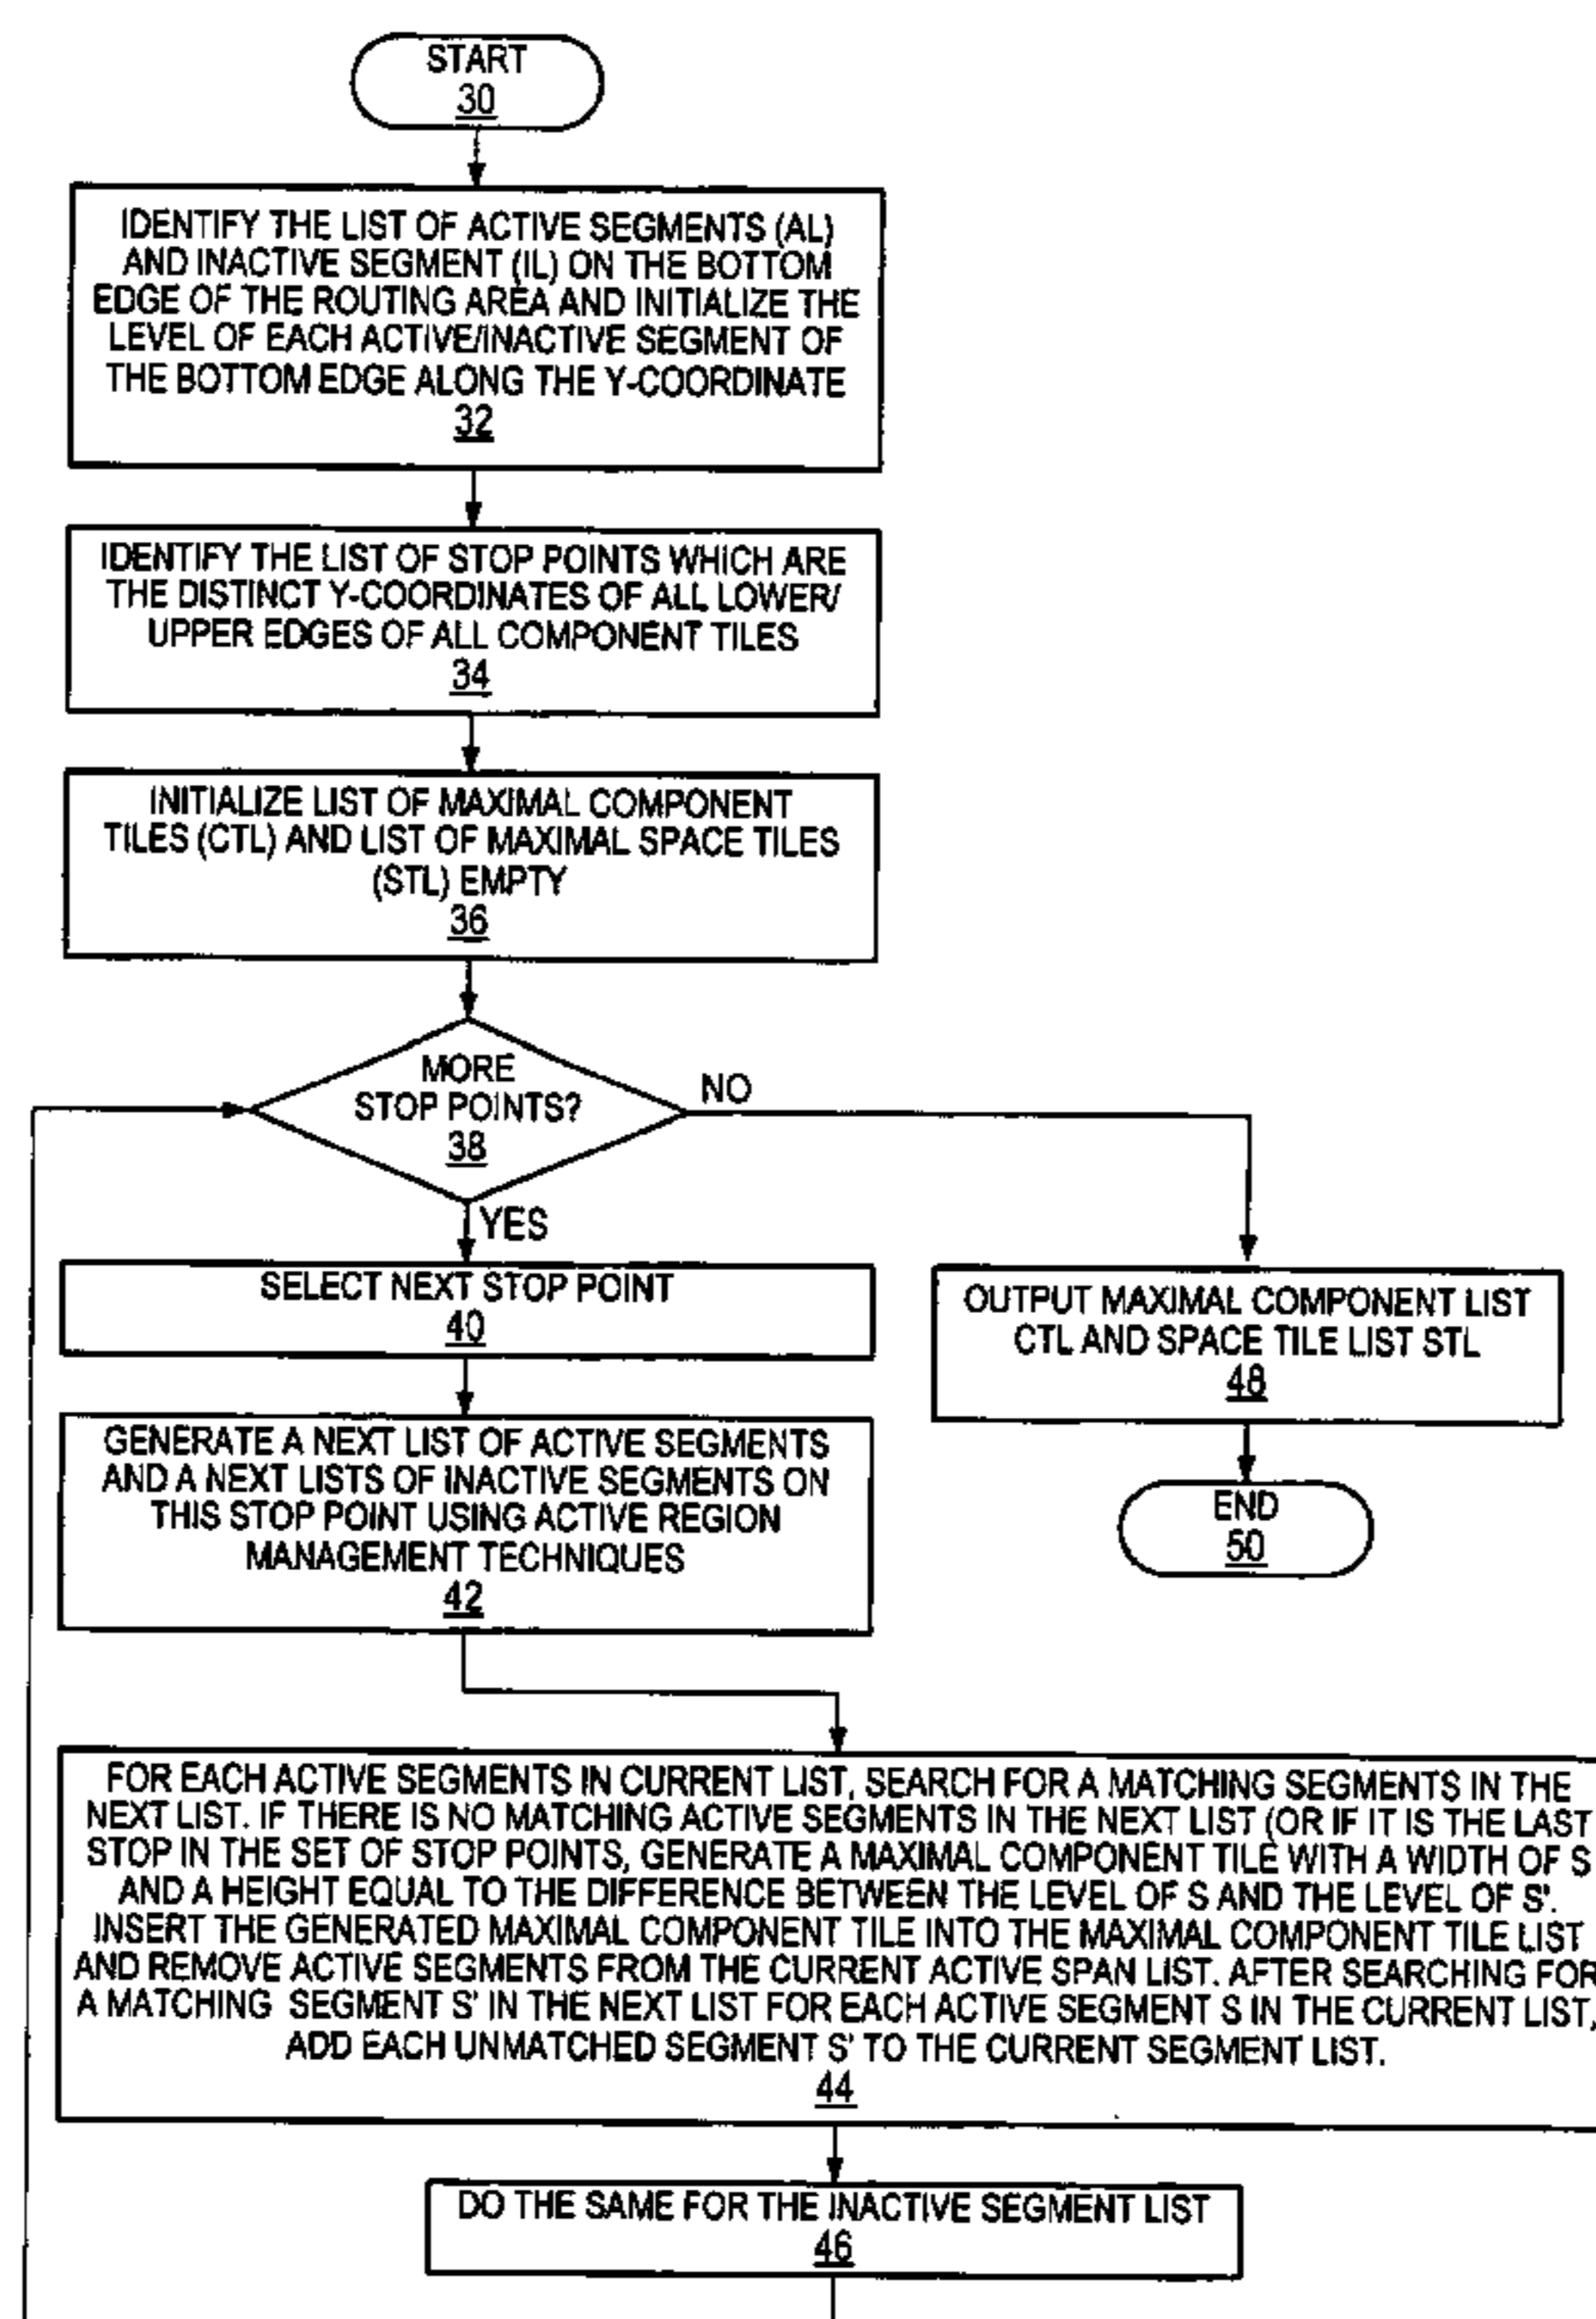 START
30
IDENTIFY THE LIST OF ACTIVE SEGMENTS (AL)
AND INACTIVE SEGMENT (IL) ON THE BOTTOM
EDGE OF THE ROUTING AREA AND INITIALIZE THE
LEVEL OF EACH ACTIVE/INACTIVE SEGMENT OF
THE BOTTOM EDGE ALONG THE Y-COORDINATE
32
IDENTIFY THE LIST OF STOP POINTS WHICH ARE
THE DISTINCT Y-COORDINATES OF ALL LOWER/
UPPER EDGES OF ALL COMPONENT TILES
34
INITIALIZE LIST OF MAXIMAL COMPONENT
TILES (CTL) AND LIST OF MAXIMAL SPACE TILES
(STL) EMPTY
36
MORE
STOP POINTS?
38
NO
YES
SELECT NEXT STOP POINT
40
OUTPUT MAXIMAL COMPONENT LIST
CTL AND SPACE TILE LIST STL
48
END
50
GENERATE A NEXT LIST OF ACTIVE SEGMENTS
AND A NEXT LISTS OF INACTIVE SEGMENTS ON
THIS STOP POINT USING ACTIVE REGION
MANAGEMENT TECHNIQUES
42
FOR EACH ACTIVE SEGMENTS IN CURRENT LIST, SEARCH FOR A MATCHING SEGMENTS IN THE
NEXT LIST. IF THERE IS NO MATCHING ACTIVE SEGMENTS IN THE NEXT LIST (OR IF IT IS THE LAST
STOP IN THE SET OF STOP POINTS, GENERATE A MAXIMAL COMPONENT TILE WITH A WIDTH OF S
AND A HEIGHT EQUAL TO THE DIFFERENCE BETWEEN THE LEVEL OF S AND THE LEVEL OF S'.
INSERT THE GENERATED MAXIMAL COMPONENT TILE INTO THE MAXIMAL COMPONENT TILE LIST
AND REMOVE ACTIVE SEGMENTS FROM THE CURRENT ACTIVE SPAN LIST. AFTER SEARCHING FOR
A MATCHING SEGMENT S' IN THE NEXT LIST FOR EACH ACTIVE SEGMENT S IN THE CURRENT LIST,
ADD EACH UNMATCHED SEGMENT S' TO THE CURRENT SEGMENT LIST.
44
DO THE SAME FOR THE INACTIVE SEGMENT LIST
46